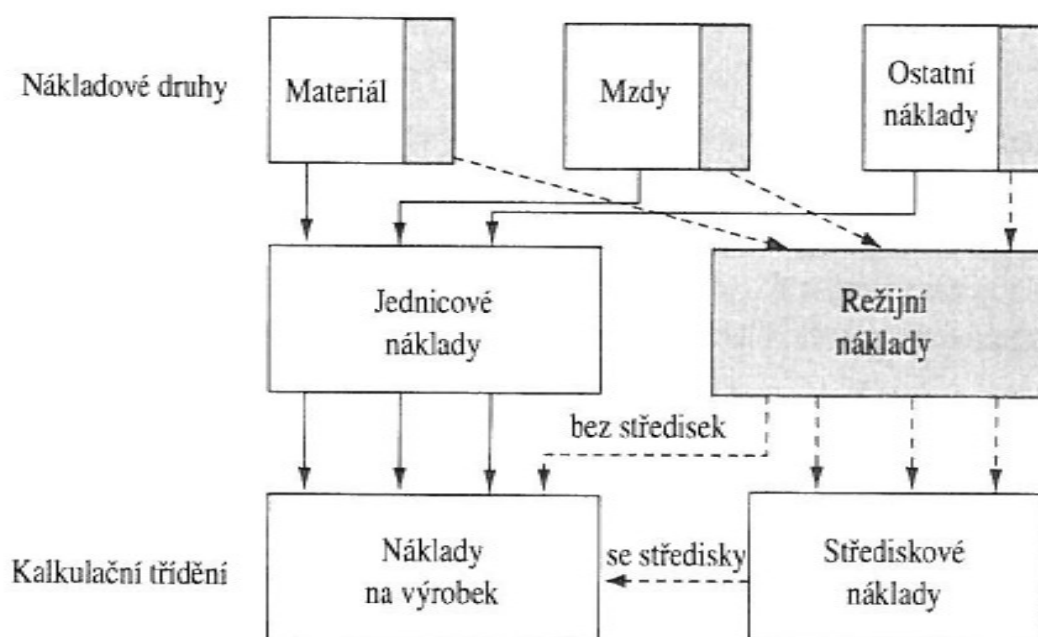 Nákladové druhy
Materiál
Mzdy
Ostatní
náklady
Jednicové
náklady
Režijní
náklady
bez středisek
Kalkulační třídění
Náklady
na výrobek
se středisky
Střediskové
náklady